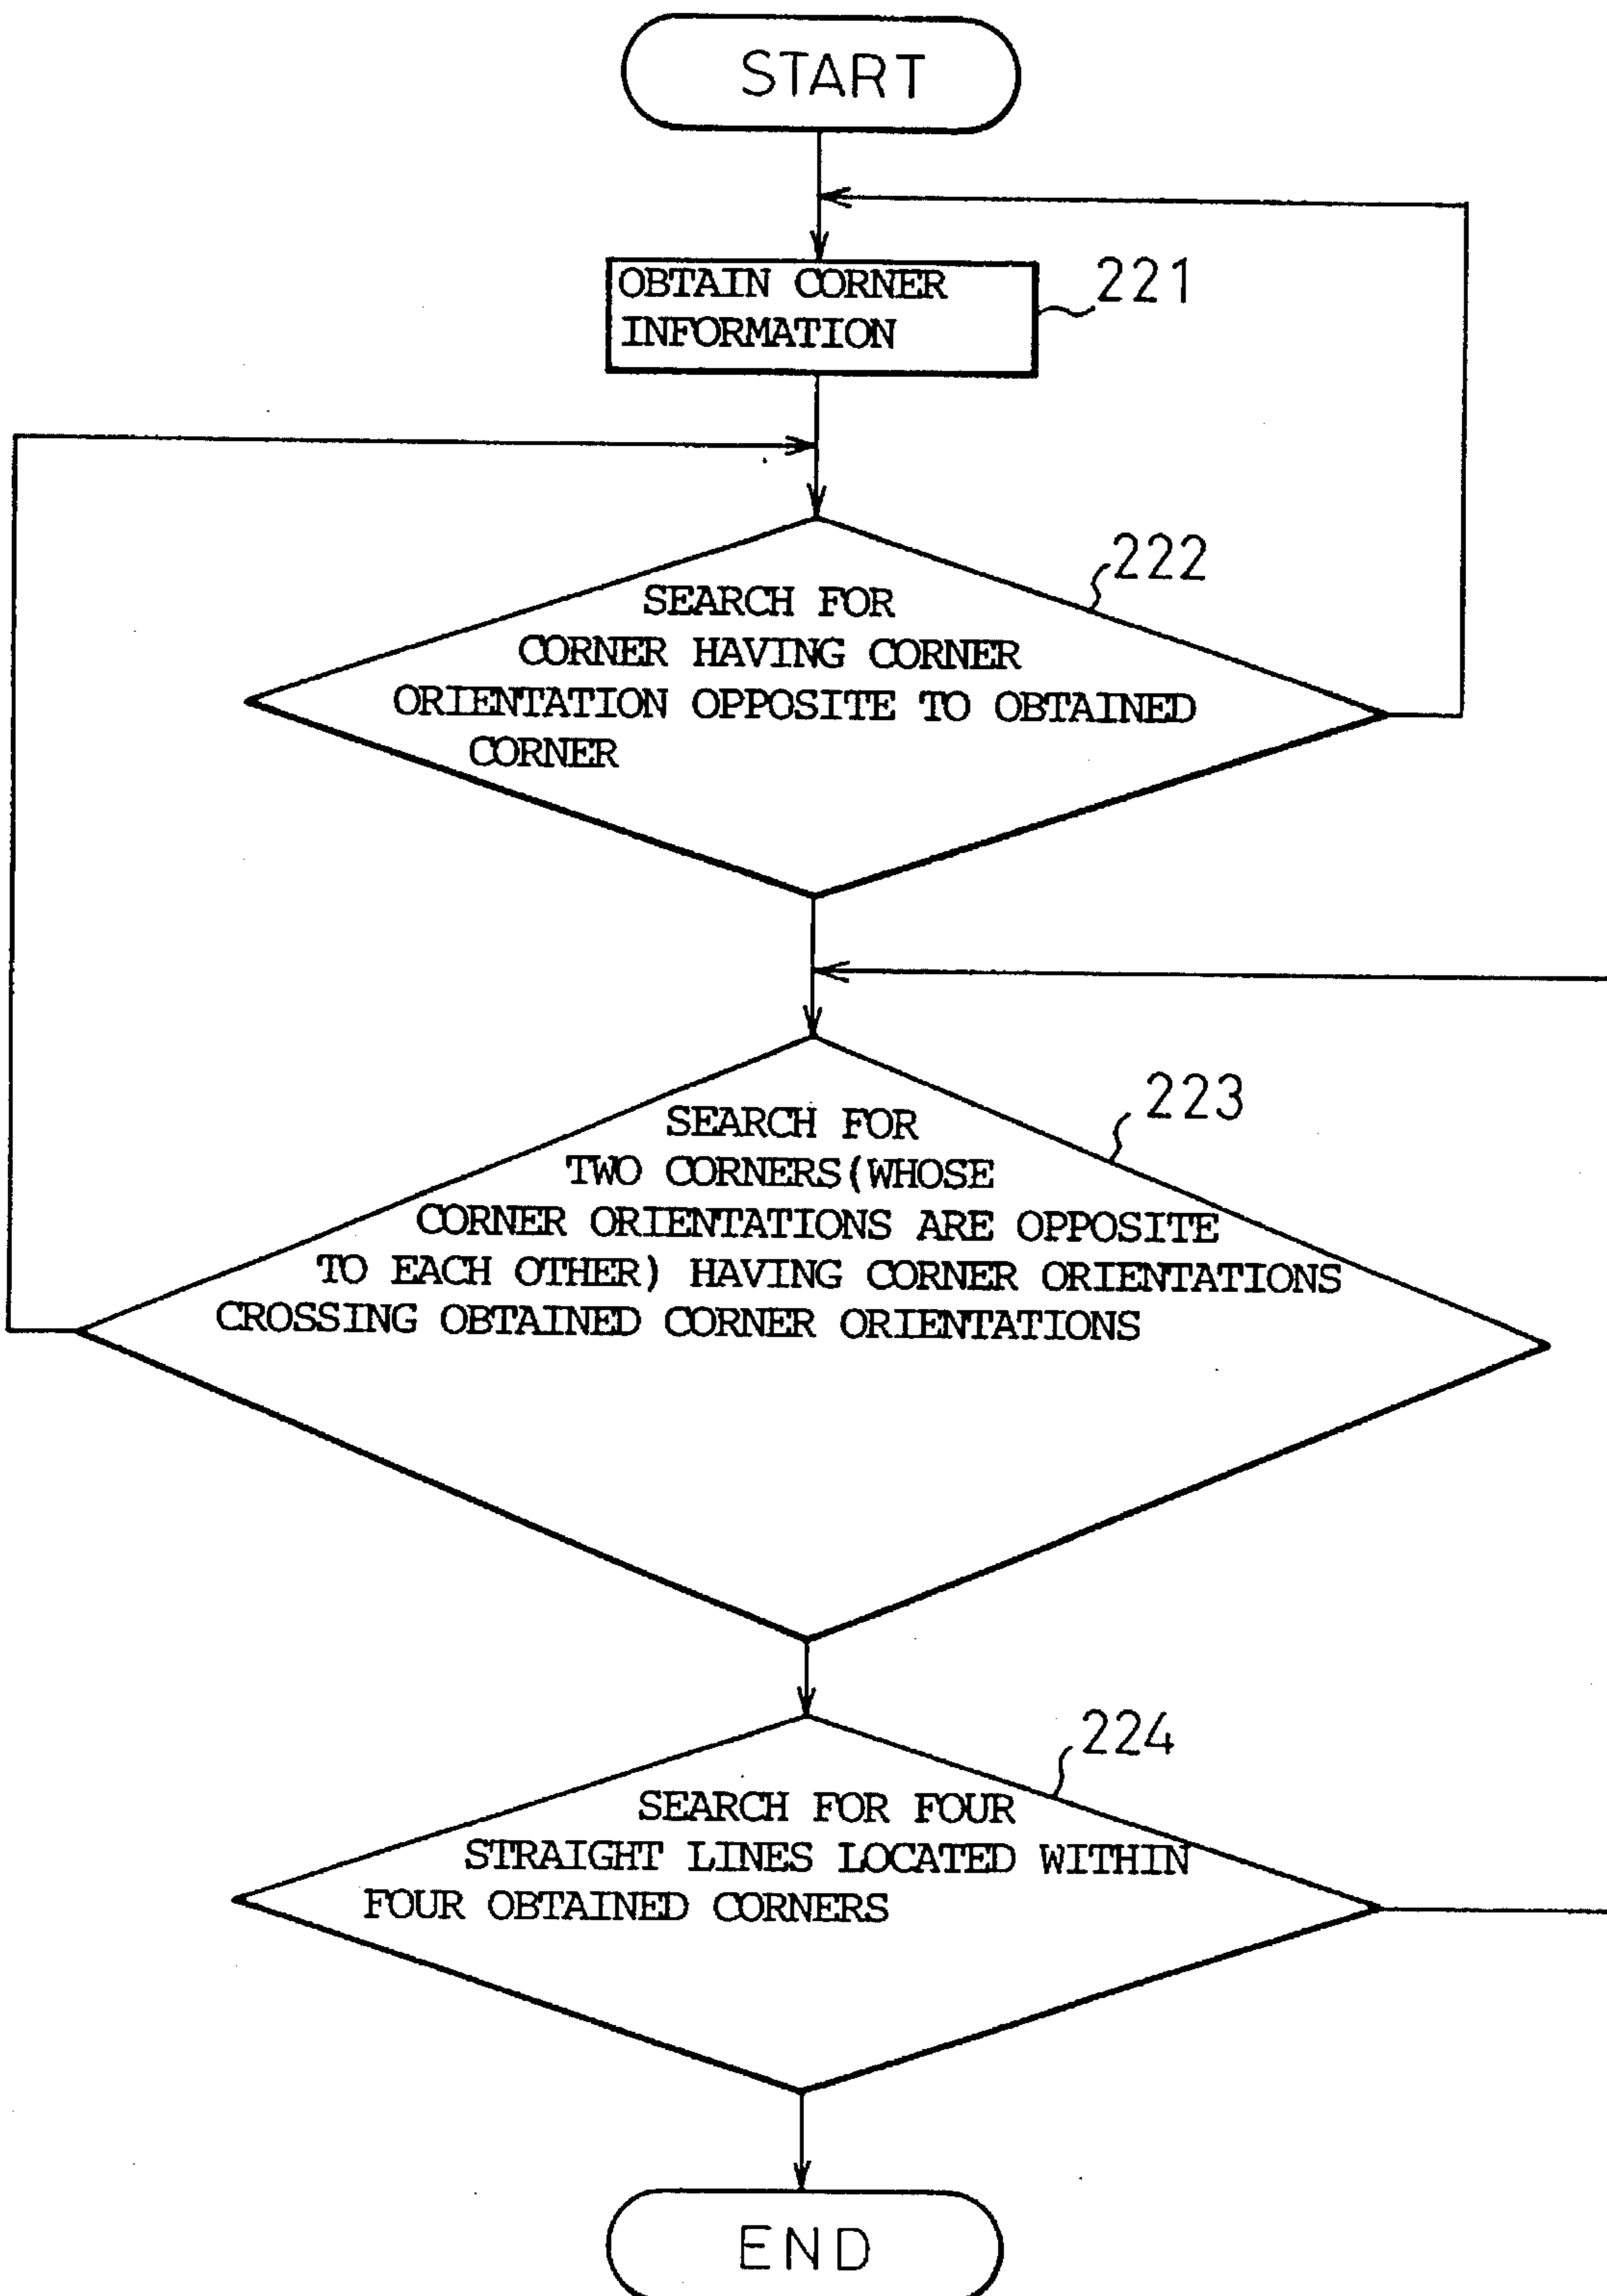 START
OBTAIN CORNER
INFORMATION
221
222
SEARCH FOR
CORNER HAVING CORNER
ORIENTATION OPPOSITE TO OBTAINED
CORNER
223
SEARCH FOR
TWO CORNERS(WHOSE
CORNER ORIENTATIONS ARE OPPOSITE
TO EACH OTHER) HAVING CORNER ORIENTATIONS
CROSSING OBTAINED CORNER ORIENTATIONS
224
SEARCH FOR FOUR
STRAIGHT LINES LOCATED WITHIN
FOUR OBTAINED CORNERS
END